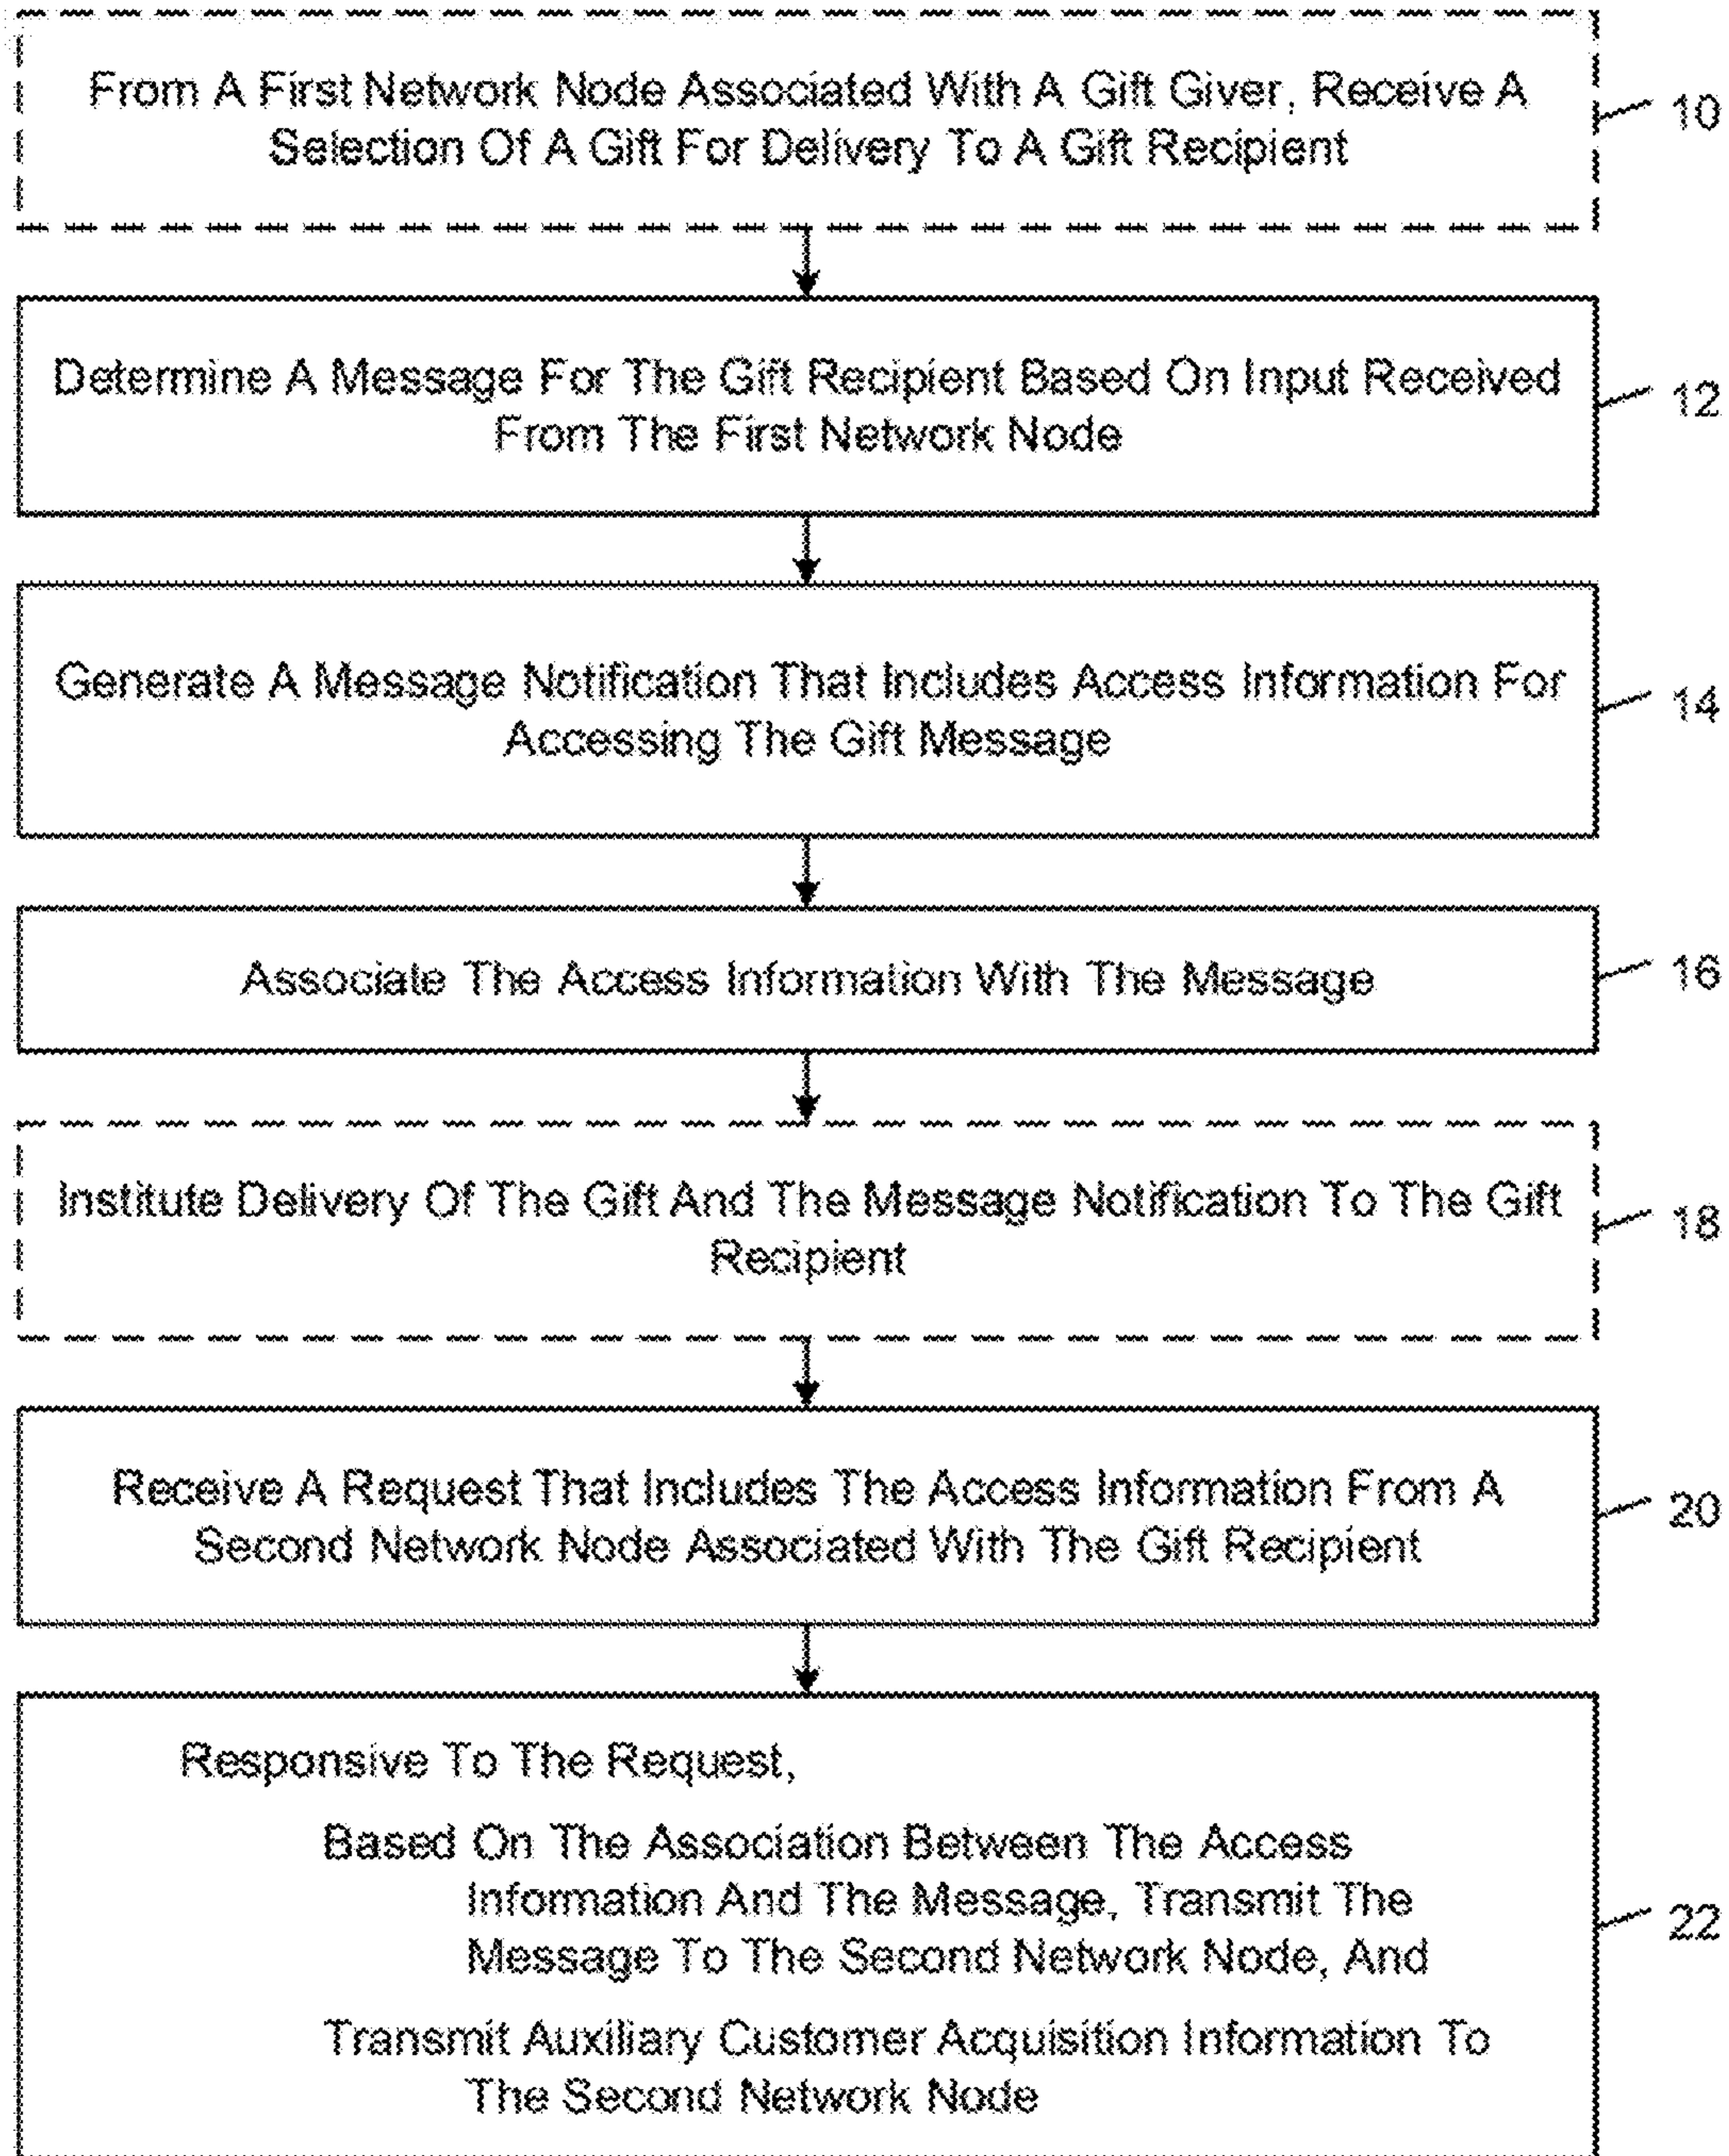 From A First Network Node Associated With A Gift Giver, Receive A
Selection Of A Gift For Delivery To A Gift Recipient
10
Determine A Message For The Gift Recipient Based On Input Received
From The First Network Node
12
Generate A Message Notification That Includes Access Information For
Accessing The Gift Message
14
Associate The Access Information With The Message
16
Institute Delivery Of The Gift And The Message Notification To The Gift
Recipient
18
Receive A Request That Includes The Access Information From A
Second Network Node Associated With The Gift Recipient
20
Responsive To The Request,
Based On The Association Between The Access
Information And The Message, Transmit The
Message To The Second Network Node, And
Transmit Auxiliary Customer Acquisition Information To
The Second Network Node
22